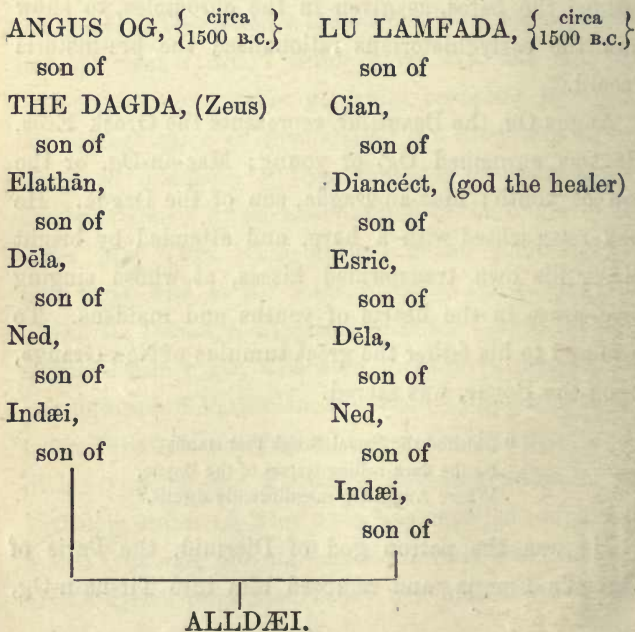 ANGUS OG, { circa 1500 B.C. }
son of
THE DAGDA, (Zeus)
son of
Elathān,
son of
Dēla,
son of
Ned,
son of
Indæi,
son of
LU LAMFADA, { circa 1500 B.C. }
son of
Cian,
son of
Diancéct, (god the healer)
son of
Esric,
son of
Dēla,
son of
Ned,
son of
Indæi,
son of
ALLDÆI.